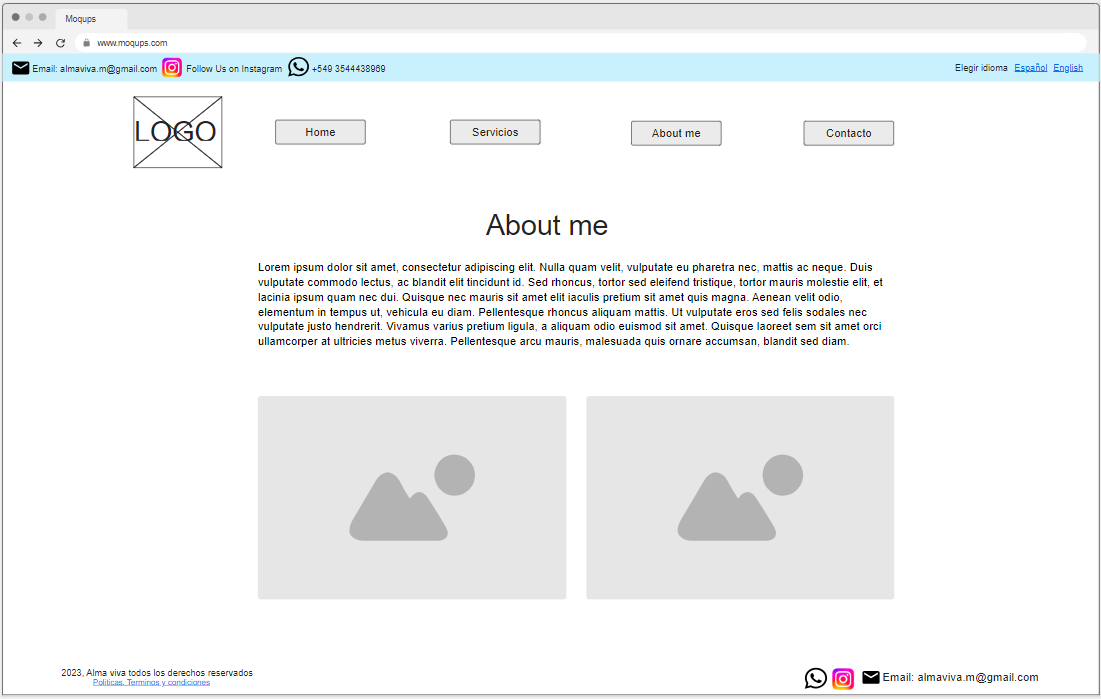 Moqups
www.moqups.com
Email: almaviva.m@gmail.com Follow Us on Instagram +549 3544438969 Elegir idioma Español English
LOGO Home Servicios About me Contacto
About me
Lorem ipsum dolor sit amet, consectetur adipiscing elit. Nulla quam velit, vulputate eu pharetra nec, mattis ac neque. Duis
vulputate commodo lectus, ac blandit elit tincidunt id. Sed rhoncus, tortor sed eleifend tristique, tortor mauris molestie elit, et
lacinia ipsum quam nec dui. Quisque nec mauris sit amet elit iaculis pretium sit amet quis magna. Aenean velit odio,
elementum in tempus ut, vehicula eu diam. Pellentesque rhoncus aliquam mattis. Ut vulputate eros sed felis sodales nec
vulputate justo hendrerit. Vivamus varius pretium ligula, a aliquam odio euismod sit amet. Quisque laoreet sem sit amet orci
ullamcorper at ultricies metus viverra. Pellentesque arcu mauris, malesuada quis ornare accumsan, blandit sed diam.
2023, Alma viva todos los derechos reservados
Politicas. Terminos y condiciones
Email: almaviva.m@gmail.com